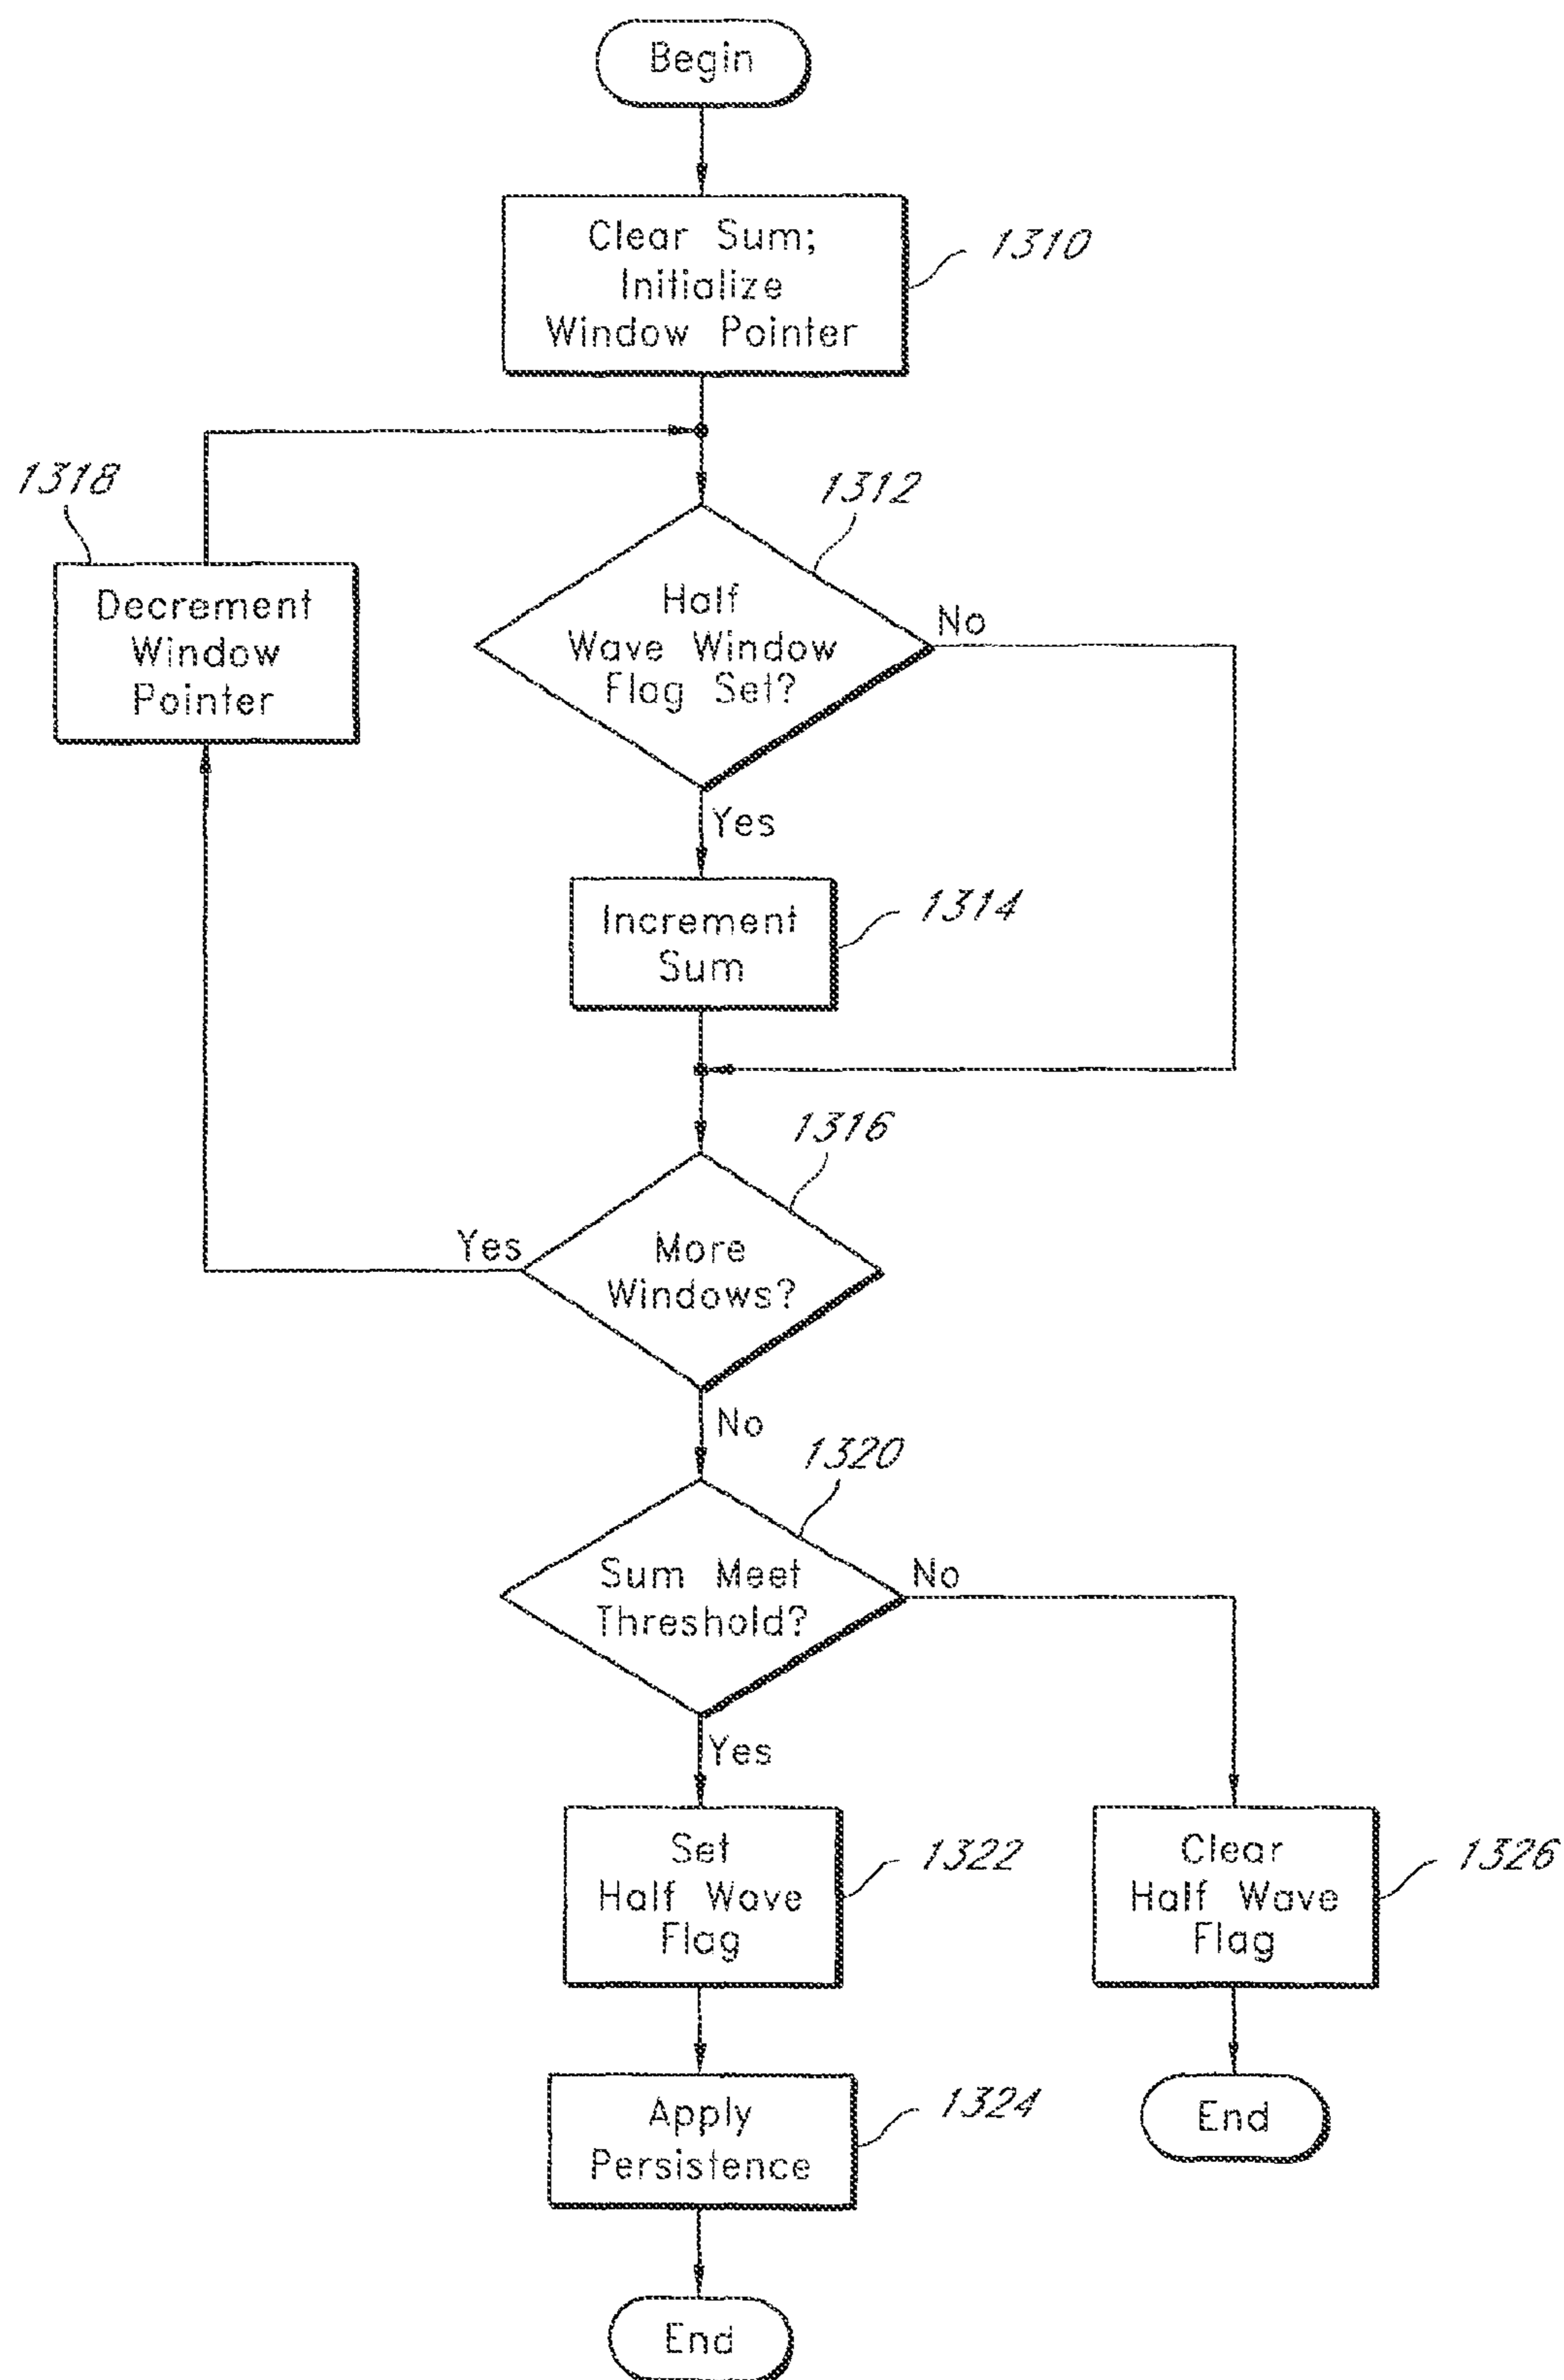 Begin
Clear Sum;
Initialize
Window Pointer
1310
1318
Decrement
Window
Pointer
1312
Half
Wave Window
Flag Set?
No
Yes
Increment
Sum
1314
1316
More
Windows?
Yes
No
1320
Sum Meet
Threshold?
No
Yes
Set
Half Wave
Flag
1322
Clear
Half Wave
Flag
1326
Apply
Persistence
1324
End
End